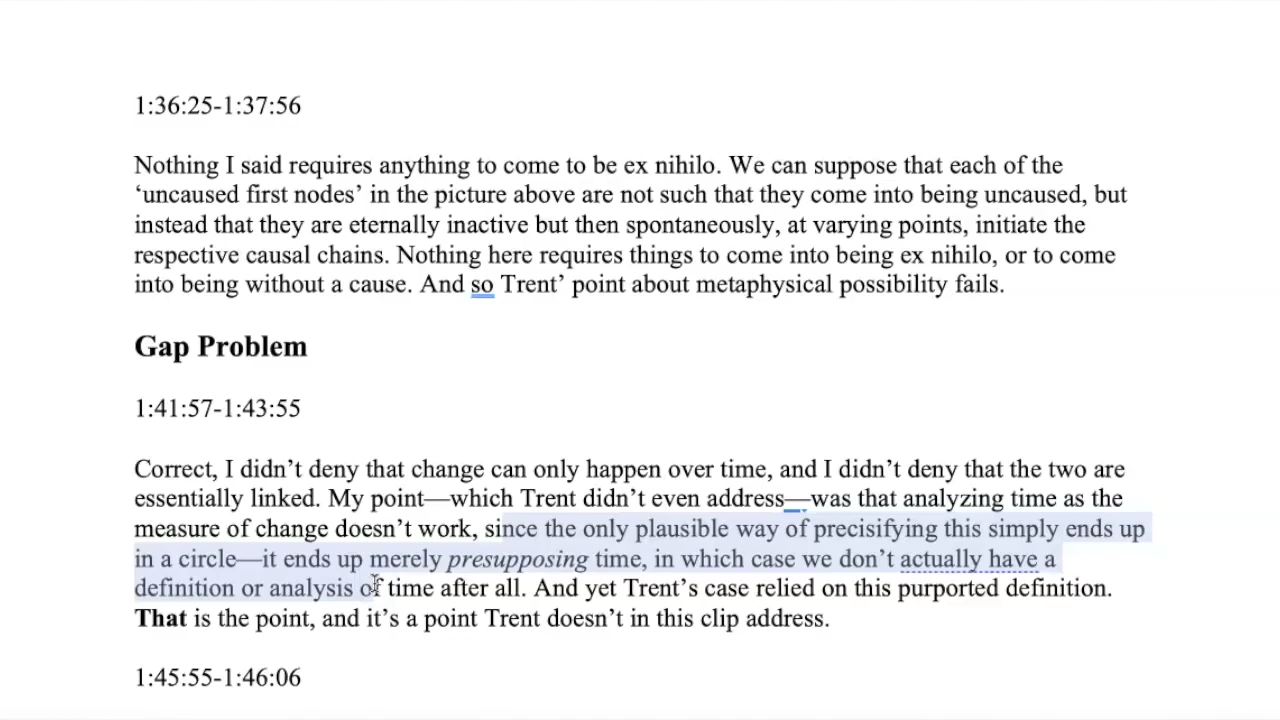 1:36:25-1:37:56
Nothing I said requires anything to come to be ex nihilo. We can suppose that each of the
‘uncaused first nodes’ in the picture above are not such that they come into being uncaused, but
instead that they are eternally inactive but then spontaneously, at varying points, initiate the
respective causal chains. Nothing here requires things to come into being ex nihilo, or to come
into being without a cause. And so Trent’ point about metaphysical possibility fails.
Gap Problem
1:41:57-1:43:55
Correct, I didn’t deny that change can only happen over time, and I didn’t deny that the two are
essentially linked. My point—which Trent didn’t even address—was that analyzing time as the
measure of change doesn’t work, since the only plausible way of precisifying this simply ends up
in a circle—it ends up merely presupposing time, in which case we don’t actually have a
definition or analysis of time after all. And yet Trent’s case relied on this purported definition.
That is the point, and it’s a point Trent doesn’t in this clip address.
1:45:55-1:46:06